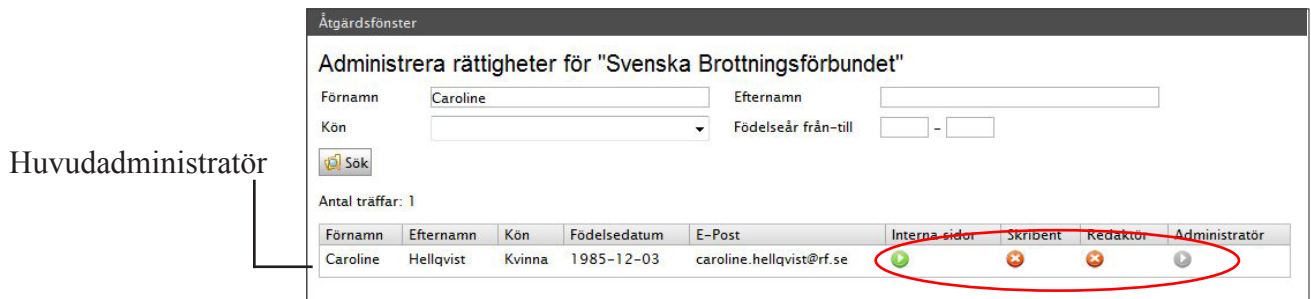 Åtgärdsfönster
Administrera rättigheter för "Svenska Brottningsförbundet"
Förnamn Caroline Efternamn
Kön Födelseår från-till -
Huvudadministratör
Sök
Antal träffar: 1
Förnamn Efternamn Kön Födelsedatum E-Post Interna sidor Skribent Redaktör Administratör
Caroline Hellqvist Kvinna 1985-12-03 caroline.hellqvist@rf.se